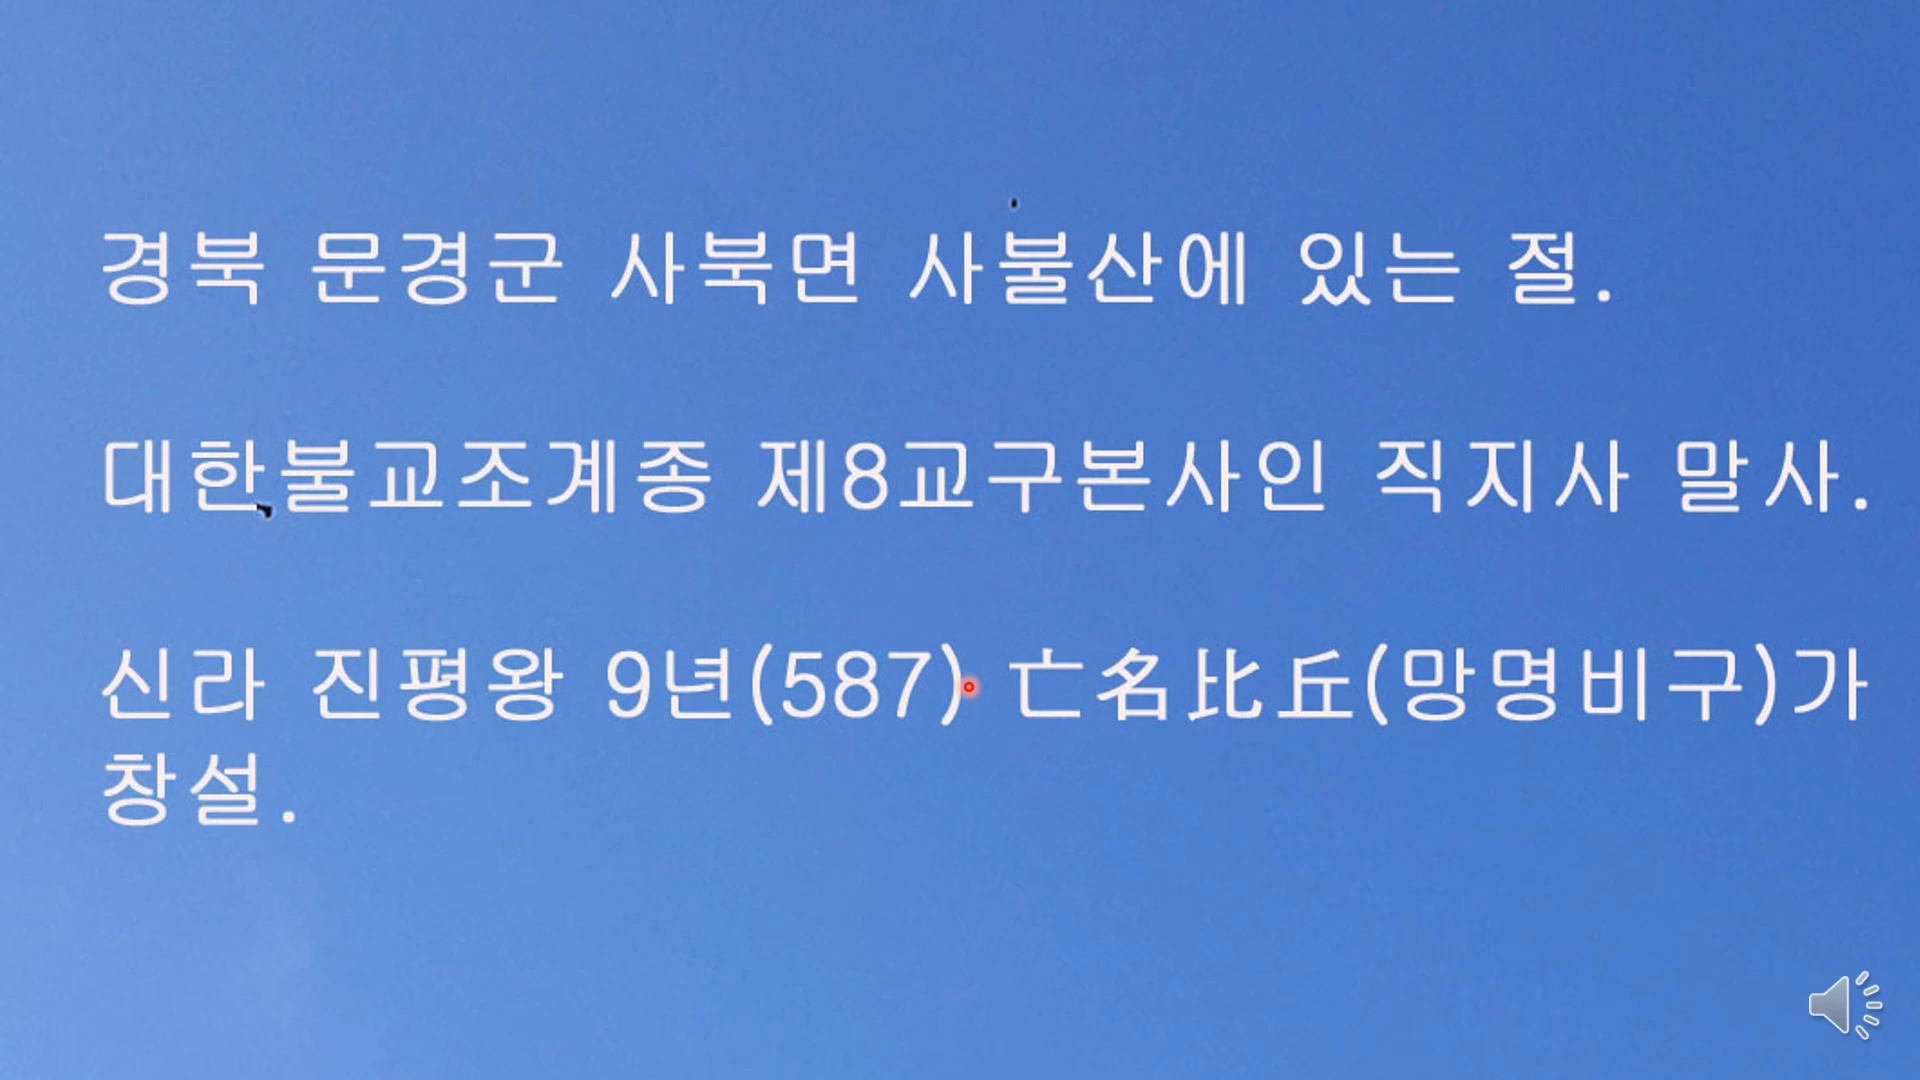 경북 문경군 사북면 사불산에 있는 절.
대한불교조계종 제8교구본사인 직지사 말사.
신라 진평왕 9년(587) 亡名比丘(망명비구)가
창설.